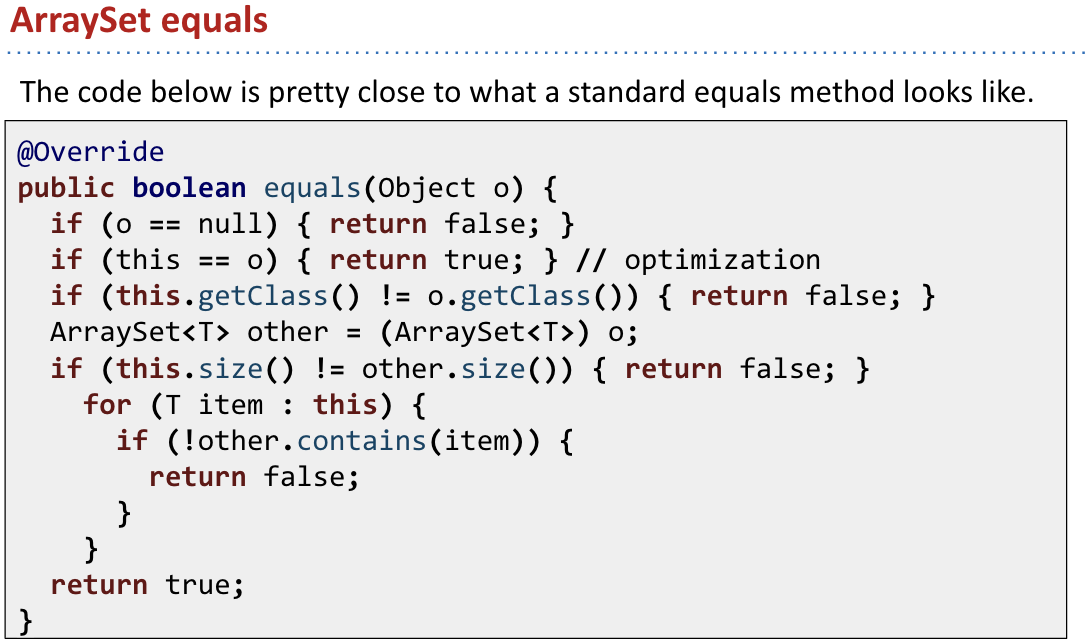 ArraySet equals
The code below is pretty close to what a standard equals method looks like.
@Override
public boolean equals(Object o) {
  if (o == null) { return false; }
  if (this == o) { return true; } // optimization
  if (this.getClass() != o.getClass()) { return false; }
  ArraySet<T> other = (ArraySet<T>) o;
  if (this.size() != other.size()) { return false; }
    for (T item : this) {
      if (!other.contains(item)) {
        return false;
      }
    }
  return true;
}